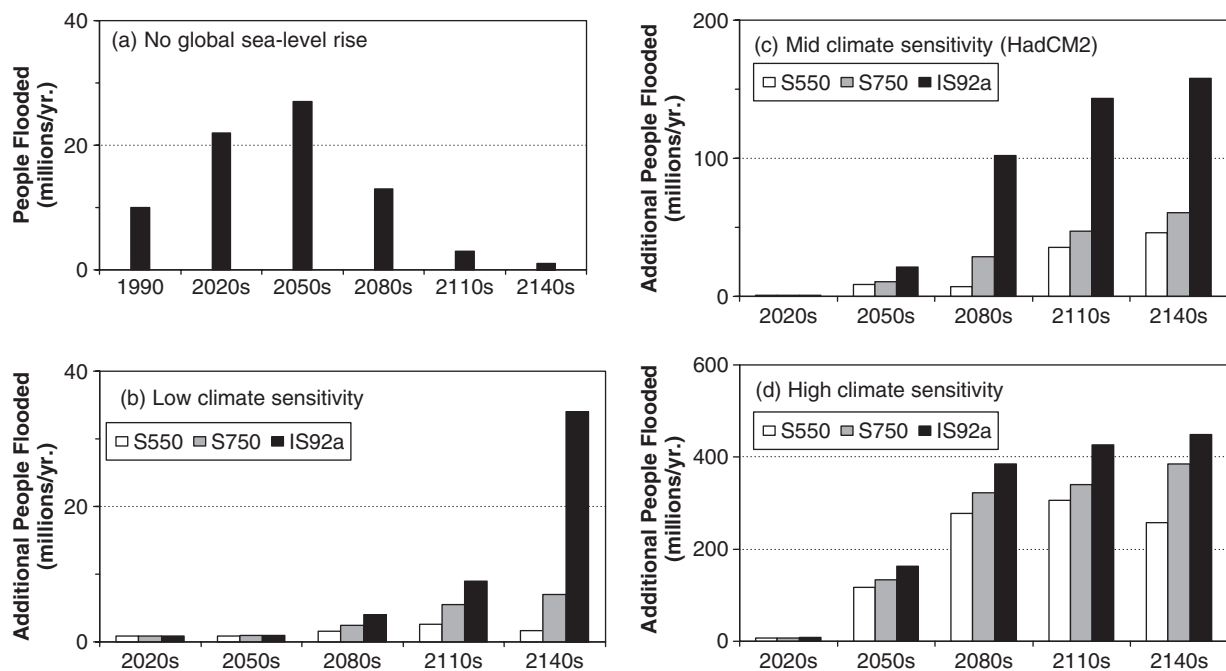 (a) No global sea-level rise
People Flooded
(millions/yr.)
40
20
0
1990 2020s 2050s 2080s 2110s 2140s
(b) Low climate sensitivity
S550 S750 IS92a
Additional People Flooded
(millions/yr.)
40
20
0
2020s 2050s 2080s 2110s 2140s
(c) Mid climate sensitivity (HadCM2)
S550 S750 IS92a
Additional People Flooded
(millions/yr.)
200
100
0
2020s 2050s 2080s 2110s 2140s
(d) High climate sensitivity
S550 S750 IS92a
Additional People Flooded
(millions/yr.)
600
400
200
0
2020s 2050s 2080s 2110s 2140s